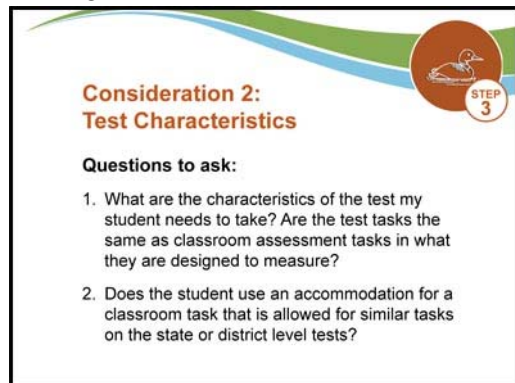 STEP
3
Consideration 2:
Test Characteristics
Questions to ask:
1. What are the characteristics of the test my
student needs to take? Are the test tasks the
same as classroom assessment tasks in what
they are designed to measure?
2. Does the student use an accommodation for a
classroom task that is allowed for similar tasks
on the state or district level tests?